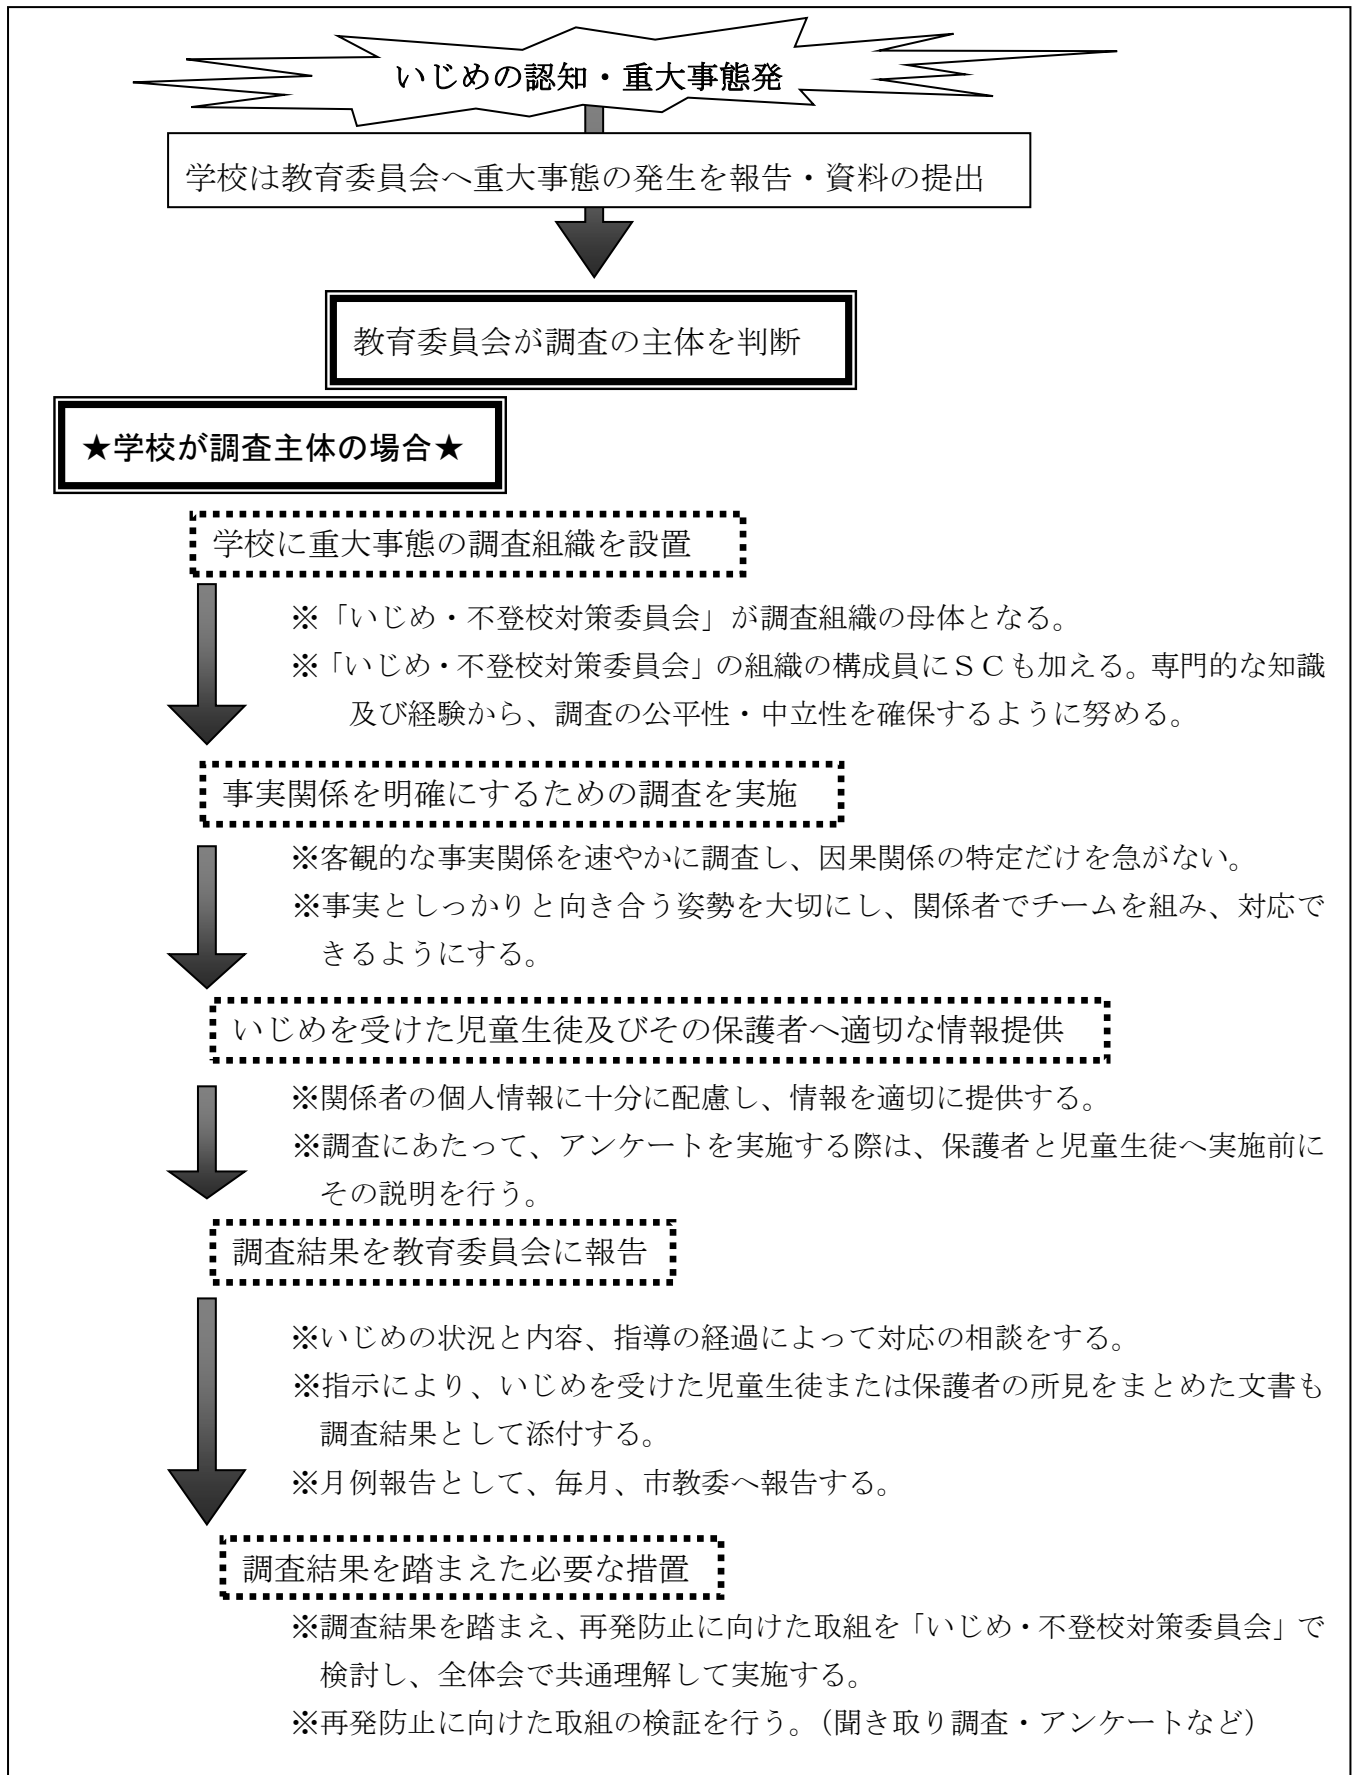 いじめの認知・重大事態発
学校は教育委員会へ重大事態の発生を報告・資料の提出
教育委員会が調査の主体を判断
★学校が調査主体の場合★
学校に重大事態の調査組織を設置
※「いじめ・不登校対策委員会」が調査組織の母体となる。
※「いじめ・不登校対策委員会」の組織の構成員にＳＣも加える。専門的な知識
及び経験から、調査の公平性・中立性を確保するように努める。
事実関係を明確にするための調査を実施
※客観的な事実関係を速やかに調査し、因果関係の特定だけを急がない。
※事実としっかりと向き合う姿勢を大切にし、関係者でチームを組み、対応で
きるようにする。
いじめを受けた児童生徒及びその保護者へ適切な情報提供
※関係者の個人情報に十分に配慮し、情報を適切に提供する。
※調査にあたって、アンケートを実施する際は、保護者と児童生徒へ実施前に
その説明を行う。
調査結果を教育委員会に報告
※いじめの状況と内容、指導の経過によって対応の相談をする。
※指示により、いじめを受けた児童生徒または保護者の所見をまとめた文書も
調査結果として添付する。
※月例報告として、毎月、市教委へ報告する。
調査結果を踏まえた必要な措置
※調査結果を踏まえ、再発防止に向けた取組を「いじめ・不登校対策委員会」で
検討し、全体会で共通理解して実施する。
※再発防止に向けた取組の検証を行う。（聞き取り調査・アンケートなど）